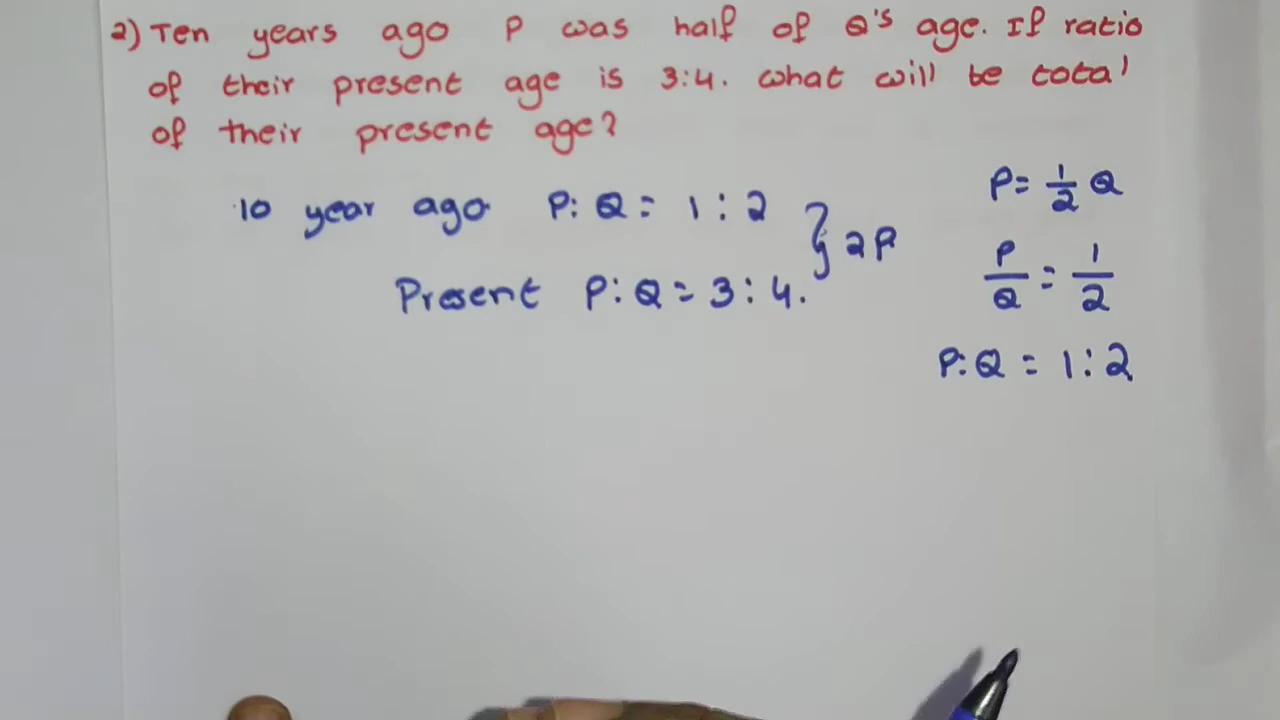 2) Ten years ago P was half of Q's age. If ratio
of their present age is 3:4. what will be total
of their present age?
10 year ago P:Q = 1:2
Present P:Q = 3:4.
} 2P
P = 1/2 Q
P/Q = 1/2
P:Q = 1:2